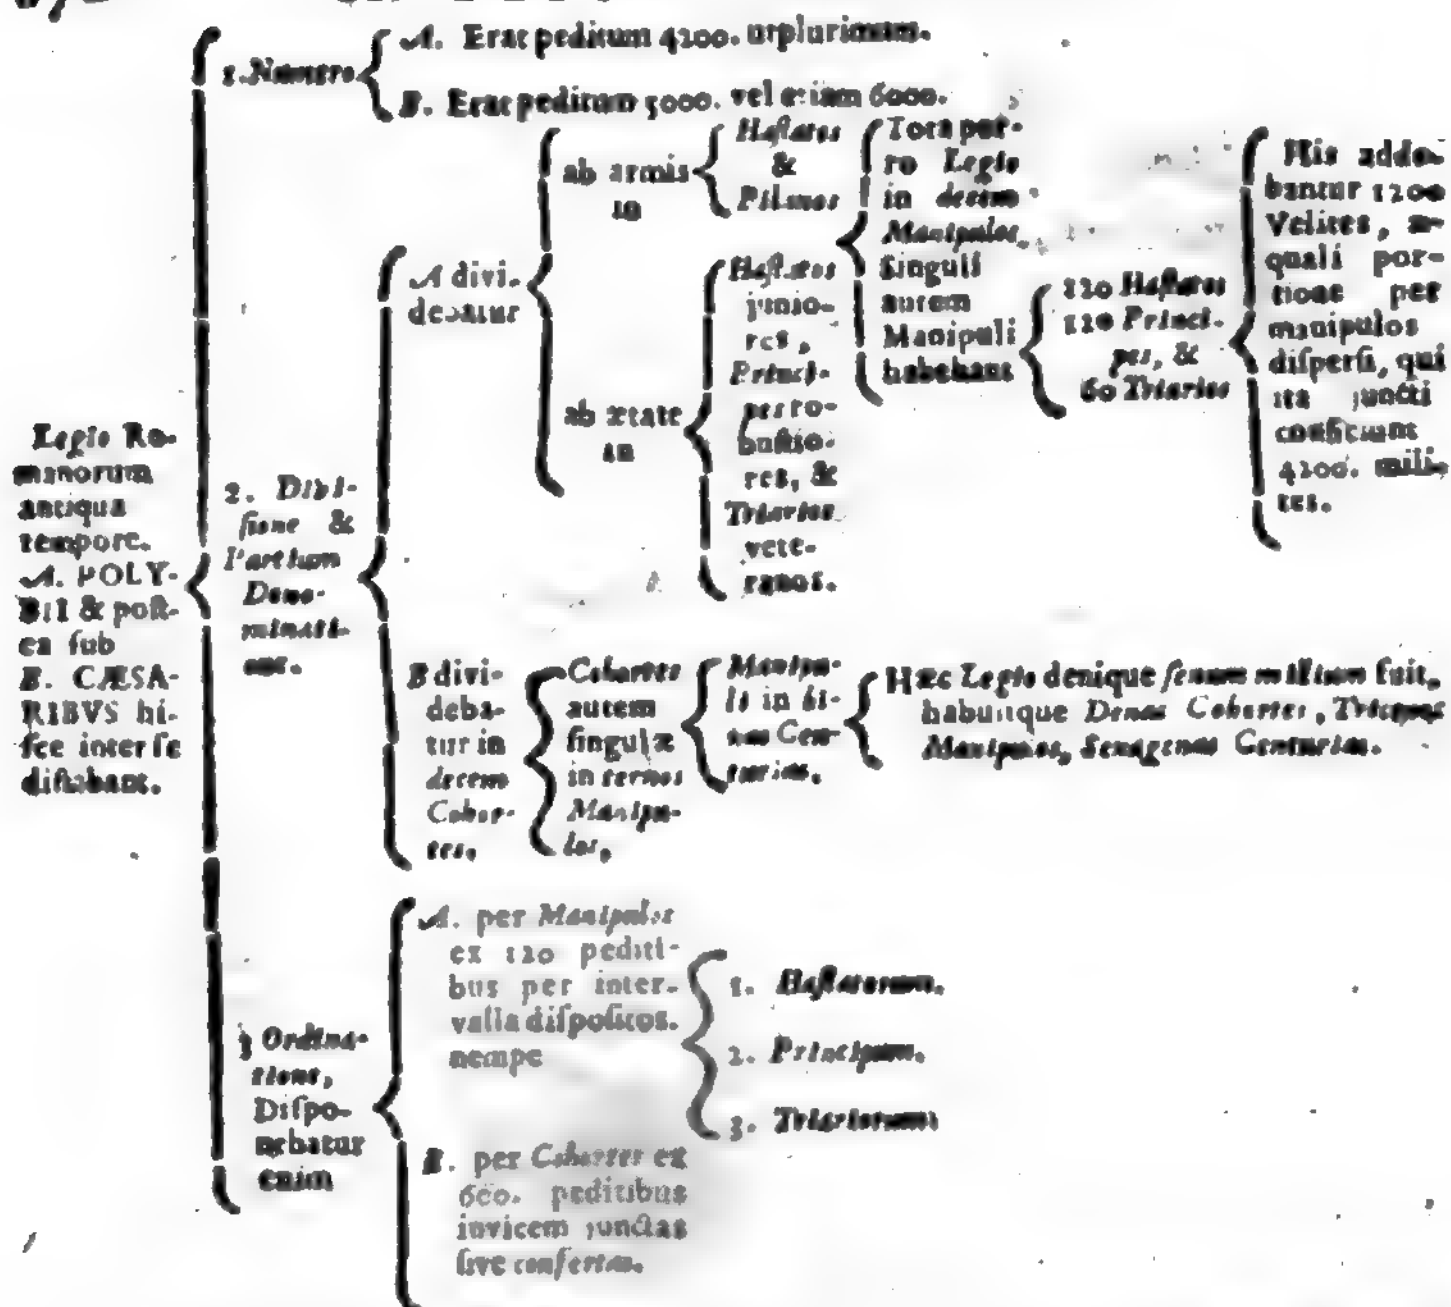 Legio Ro-
manorum
antiqua
tempore.
A. POLY-
BII & poſt-
ea ſub
B. CÆSA-
RIBVS hi-
ſce inter ſe
diſtabant.
1. Numero.
A. Erat peditum 4200. utplurimum.
B. Erat peditum 5000. vel etiam 6000.
2. Divi-
ſione &
Partium
Deno-
minati-
one.
A divi-
debatur
ab armis
in
Haſtatos
&
Pilanos
ab ætate
in
Haſtatos
junio-
res,
Princi-
pes ro-
buſtio-
res, &
Triarios
vete-
ranos.
Tota por-
ro Legio
in decem
Manipulos,
ſinguli
autem
Manipuli
habebant
120 Haſtatos
120 Princi-
pes, &
60 Triarios
His adde-
bantur 1200
Velites, æ-
quali por-
tione per
manipulos
diſperſi, qui
ita juncti
conficiunt
4200. mili-
tes.
B divi-
deba-
tur in
decem
Cohor-
tes,
Cohortes
autem
ſingulæ
in ternos
Manipu-
los,
Manipu-
li in bi-
nas Cen-
turias.
Hæc Legio denique ſenum millium fuit,
habuitque Denas Cohortes, Tricenos
Manipulos, Sexagenas Centurias.
3 Ordina-
tione,
Diſpo-
nebatur
enim
A. per Manipulos
ex 120 pediti-
bus per inter-
valla diſpoſitos.
nempe
1. Haſtatorum.
2. Principum.
3. Triariorum.
B. per Cohortes ex
600. peditibus
invicem junctas
ſive confertas.